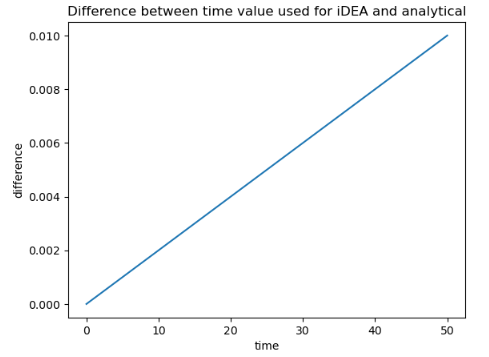 Difference between time value used for iDEA and analytical
0.010
0.008
0.006
0.004
0.002
0.000
difference
0 10 20 30 40 50
time